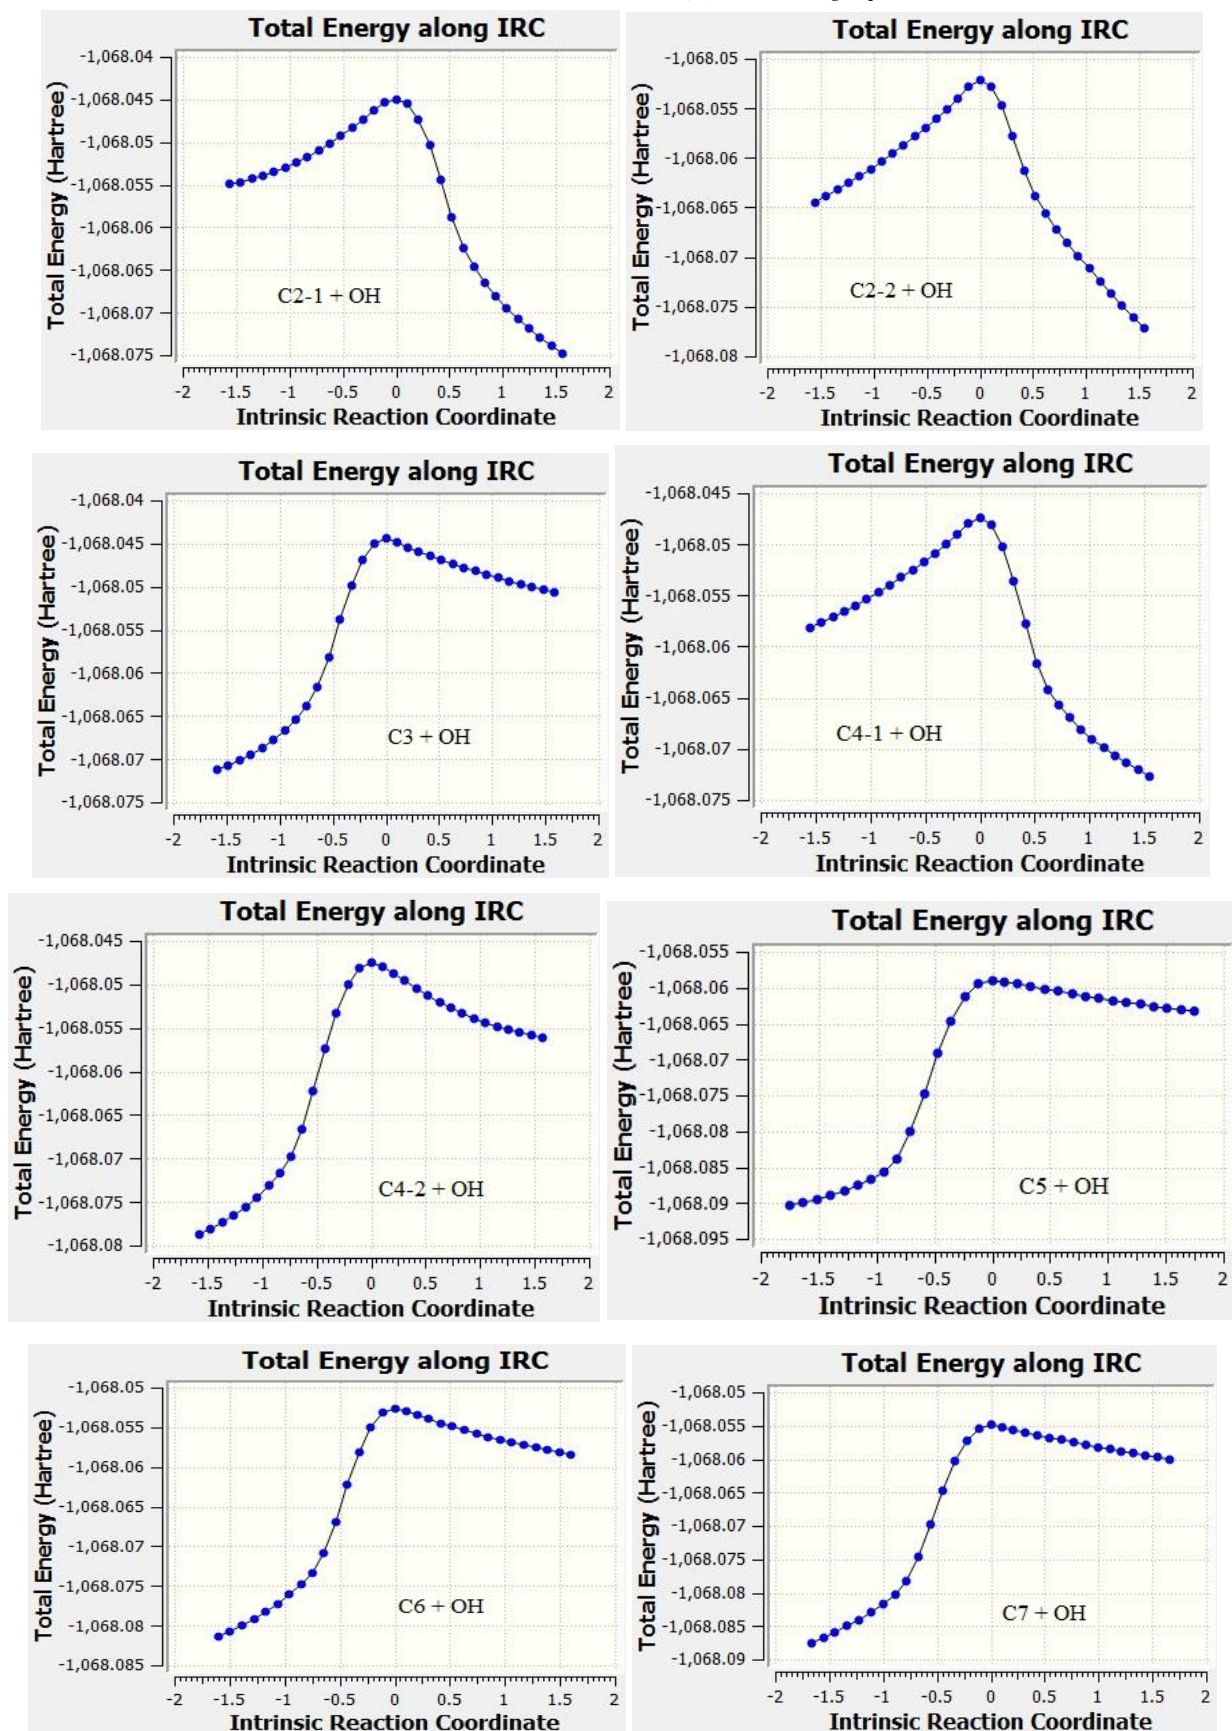 Total Energy along IRC
Total Energy (Hartree)
-1,068.04
-1,068.045
-1,068.05
-1,068.055
-1,068.06
-1,068.065
-1,068.07
-1,068.075
C2-1 + OH
-2 -1.5 -1 -0.5 0 0.5 1 1.5 2
Intrinsic Reaction Coordinate
Total Energy along IRC
Total Energy (Hartree)
-1,068.05
-1,068.055
-1,068.06
-1,068.065
-1,068.07
-1,068.075
-1,068.08
C2-2 + OH
-2 -1.5 -1 -0.5 0 0.5 1 1.5 2
Intrinsic Reaction Coordinate
Total Energy along IRC
Total Energy (Hartree)
-1,068.04
-1,068.045
-1,068.05
-1,068.055
-1,068.06
-1,068.065
-1,068.07
-1,068.075
C3 + OH
-2 -1.5 -1 -0.5 0 0.5 1 1.5 2
Intrinsic Reaction Coordinate
Total Energy along IRC
Total Energy (Hartree)
-1,068.045
-1,068.05
-1,068.055
-1,068.06
-1,068.065
-1,068.07
-1,068.075
C4-1 + OH
-2 -1.5 -1 -0.5 0 0.5 1 1.5 2
Intrinsic Reaction Coordinate
Total Energy along IRC
Total Energy (Hartree)
-1,068.045
-1,068.05
-1,068.055
-1,068.06
-1,068.065
-1,068.07
-1,068.075
-1,068.08
C4-2 + OH
-2 -1.5 -1 -0.5 0 0.5 1 1.5 2
Intrinsic Reaction Coordinate
Total Energy along IRC
Total Energy (Hartree)
-1,068.055
-1,068.06
-1,068.065
-1,068.07
-1,068.075
-1,068.08
-1,068.085
-1,068.09
-1,068.095
C5 + OH
-2 -1.5 -1 -0.5 0 0.5 1 1.5 2
Intrinsic Reaction Coordinate
Total Energy along IRC
Total Energy (Hartree)
-1,068.05
-1,068.055
-1,068.06
-1,068.065
-1,068.07
-1,068.075
-1,068.08
-1,068.085
C6 + OH
-2 -1.5 -1 -0.5 0 0.5 1 1.5 2
Intrinsic Reaction Coordinate
Total Energy along IRC
Total Energy (Hartree)
-1,068.05
-1,068.055
-1,068.06
-1,068.065
-1,068.07
-1,068.075
-1,068.08
-1,068.085
-1,068.09
C7 + OH
-2 -1.5 -1 -0.5 0 0.5 1 1.5 2
Intrinsic Reaction Coordinate